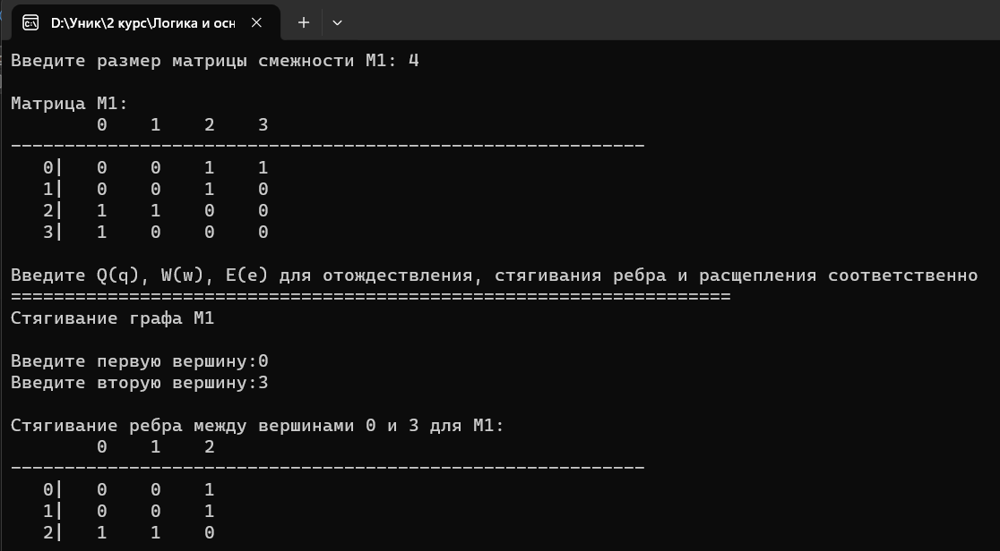 D:\Уник\2 курс\Логика и осн
Введите размер матрицы смежности M1: 4
Матрица M1:
0 1 2 3
------------------------------------------------------------
0| 0 0 1 1
1| 0 0 1 0
2| 1 1 0 0
3| 1 0 0 0
Введите Q(q), W(w), E(e) для отождествления, стягивания ребра и расщепления соответственно
===================================================================
Стягивание графа M1
Введите первую вершину:0
Введите вторую вершину:3
Стягивание ребра между вершинами 0 и 3 для M1:
0 1 2
------------------------------------------------------------
0| 0 0 1
1| 0 0 1
2| 1 1 0